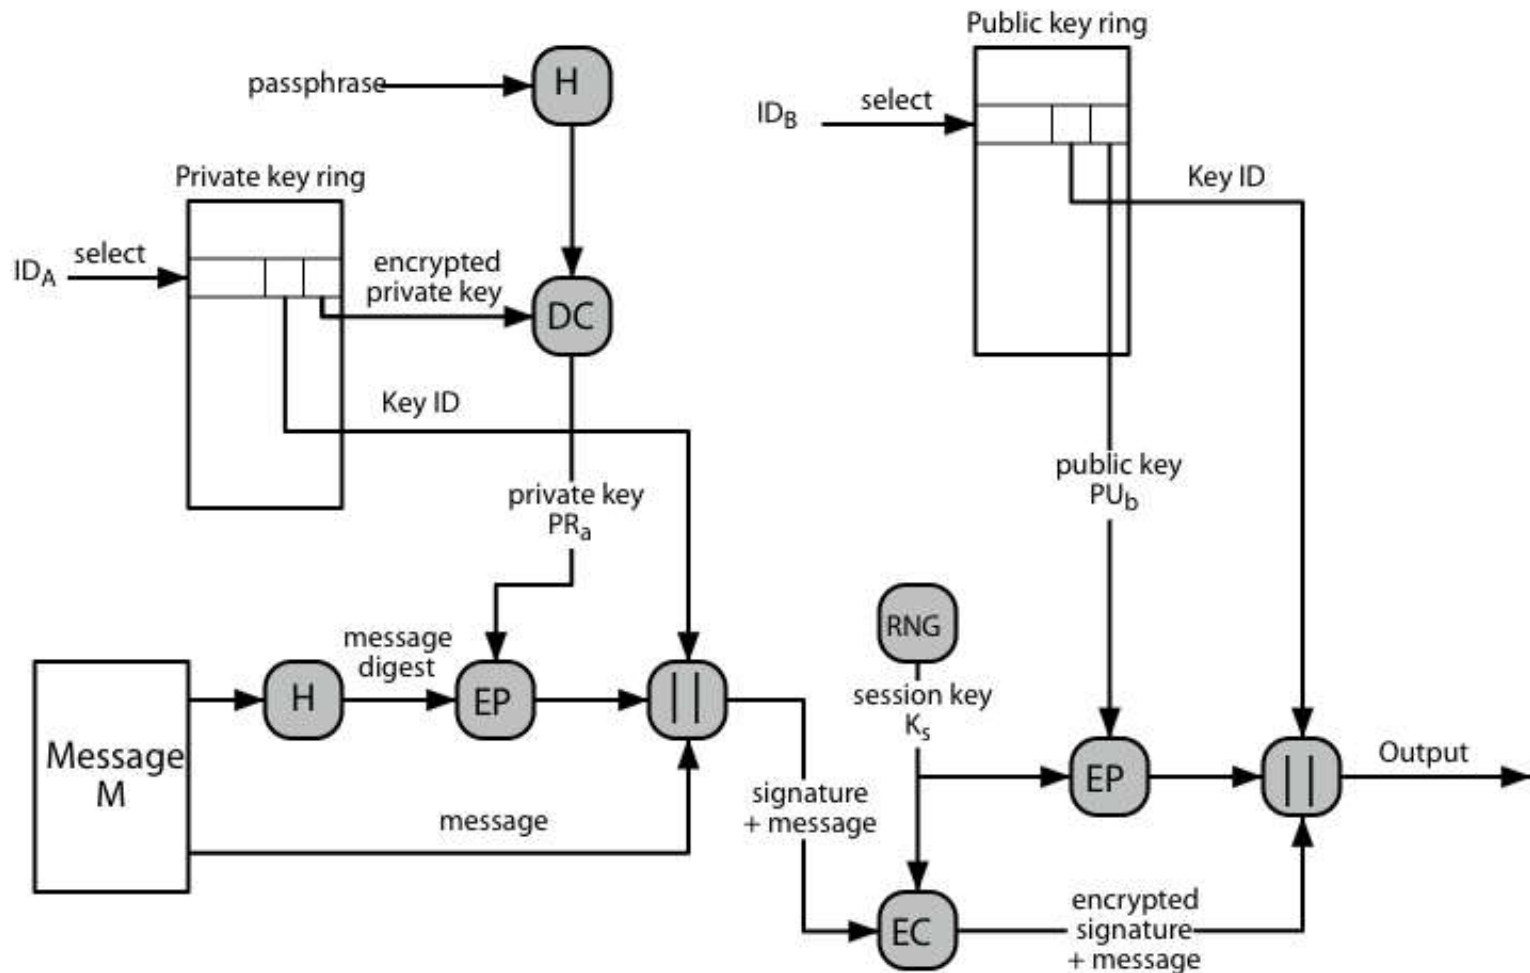 Public key ring
passphrase
H
ID_B
select
Private key ring
Key ID
ID_A
select
encrypted
private key
DC
Key ID
public key
PU_b
private key
PR_a
RNG
message
digest
session key
K_s
Message
M
H
EP
||
EP
||
Output
signature
+ message
message
EC
encrypted
signature
+ message